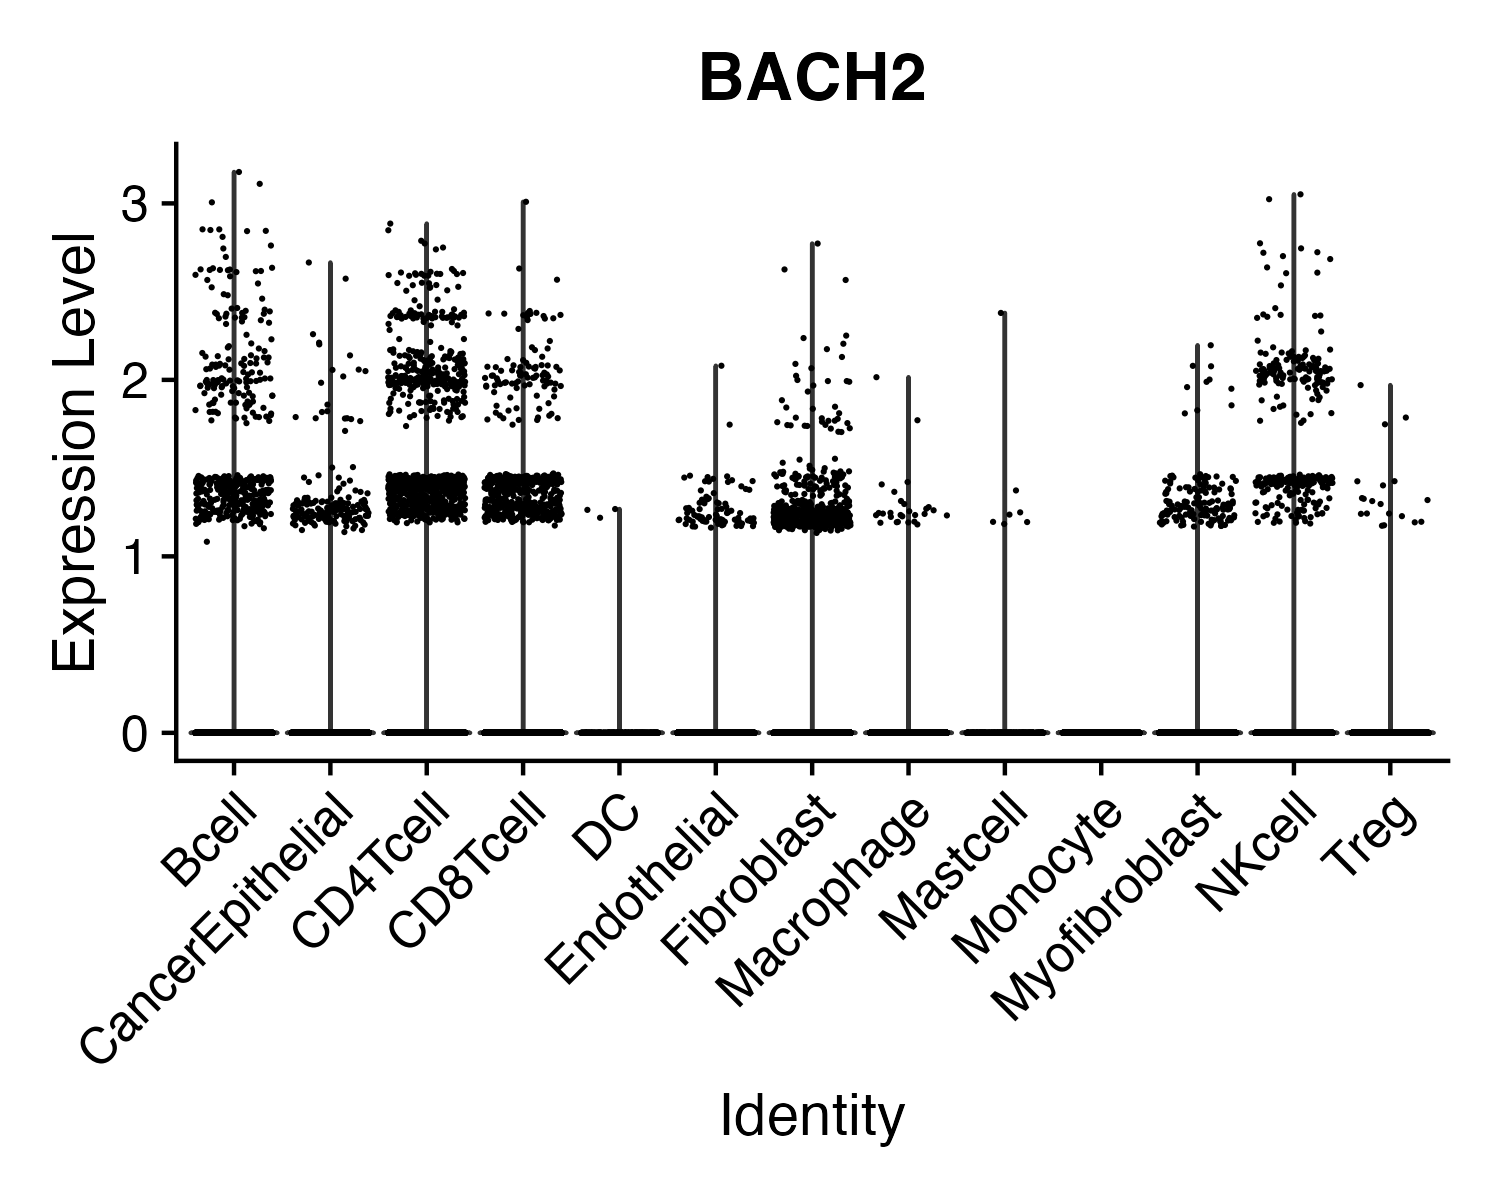 BACH2
Expression Level
3
2
1
0
Bcell
CancerEpithelial
CD4Tcell
CD8Tcell
DC
Endothelial
Fibroblast
Macrophage
Mastcell
Monocyte
Myofibroblast
NKcell
Treg
Identity